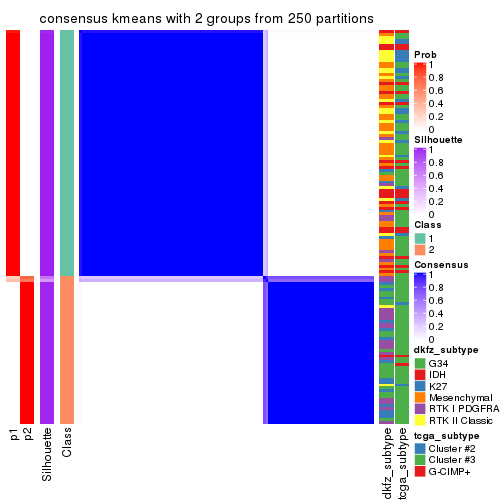 consensus kmeans with 2 groups from 250 partitions
Prob
1
0.8
0.6
0.4
0.2
0
Silhouette
1
0.8
0.6
0.4
0.2
0
Class
1
2
Consensus
1
0.8
0.6
0.4
0.2
0
dkfz_subtype
G34
IDH
K27
Mesenchymal
RTK I PDGFRA
RTK II Classic
tcga_subtype
Cluster #2
Cluster #3
G-CIMP+
p1
p2
Silhouette
Class
dkfz_subtype
tcga_subtype